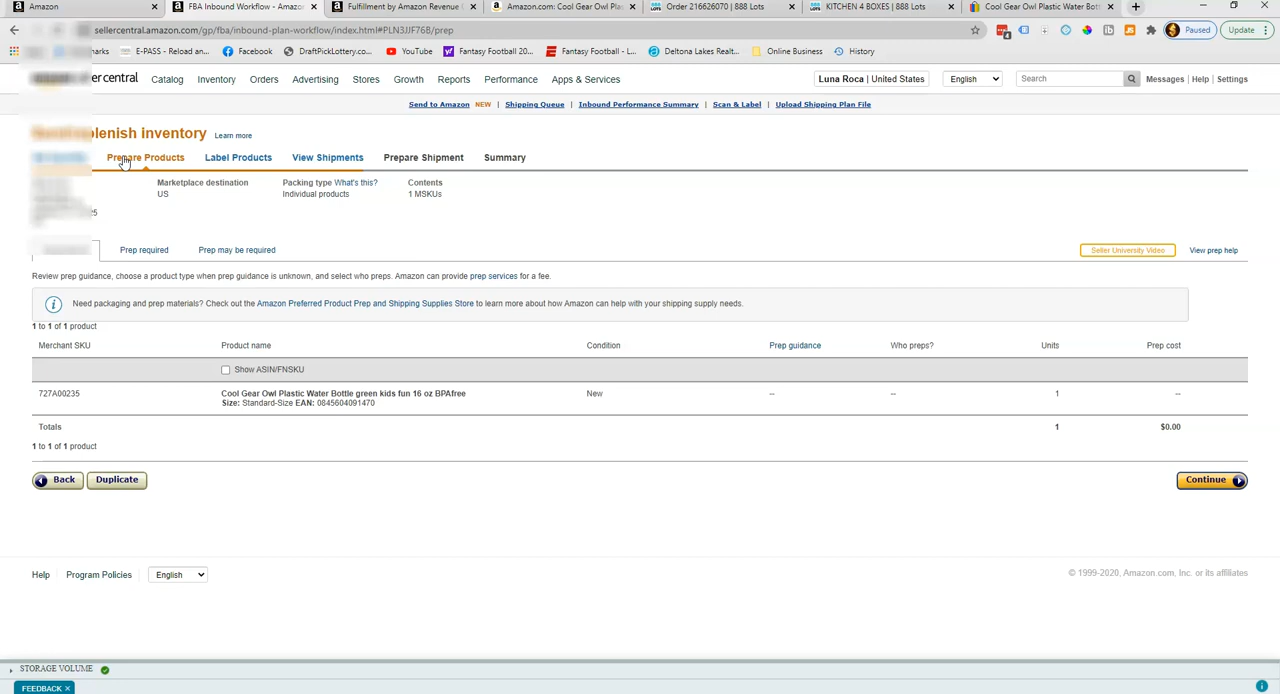 Amazon
FBA Inbound Workflow - Amazon
Fulfillment by Amazon Revenue
Amazon.com: Cool Gear Owl Plas
Order 216626070 | 888 Lots
KITCHEN 4 BOXES | 888 Lots
Cool Gear Owl Plastic Water Bott
sellercentral.amazon.com/gp/fba/inbound-plan-workflow/index.html#PLN3JJF76B/prep
Paused
Update
E-PASS - Reload an...
Facebook
DraftPickLottery.co...
YouTube
Fantasy Football 20...
Fantasy Football - L...
Deltona Lakes Realt...
Online Business
History
er central
Catalog
Inventory
Orders
Advertising
Stores
Growth
Reports
Performance
Apps & Services
Luna Roca | United States
English
Search
Messages | Help | Settings
Send to Amazon NEW | Shipping Queue | Inbound Performance Summary | Scan & Label | Upload Shipping Plan File
plenish inventory Learn more
Prepare Products
Label Products
View Shipments
Prepare Shipment
Summary
Marketplace destination
US
Packing type What's this?
Individual products
Contents
1 MSKUs
25
Prep required
Prep may be required
Seller University Video
View prep help
Review prep guidance, choose a product type when prep guidance is unknown, and select who preps. Amazon can provide prep services for a fee.
Need packaging and prep materials? Check out the Amazon Preferred Product Prep and Shipping Supplies Store to learn more about how Amazon can help with your shipping supply needs.
1 to 1 of 1 product
Merchant SKU
Product name
Condition
Prep guidance
Who preps?
Units
Prep cost
Show ASIN/FNSKU
727A00235
Cool Gear Owl Plastic Water Bottle green kids fun 16 oz BPAfree
Size: Standard-Size EAN: 0845604091470
New
--
--
1
--
Totals
1
$0.00
1 to 1 of 1 product
Back
Duplicate
Continue
Help
Program Policies
English
© 1999-2020, Amazon.com, Inc. or its affiliates
STORAGE VOLUME
FEEDBACK ×